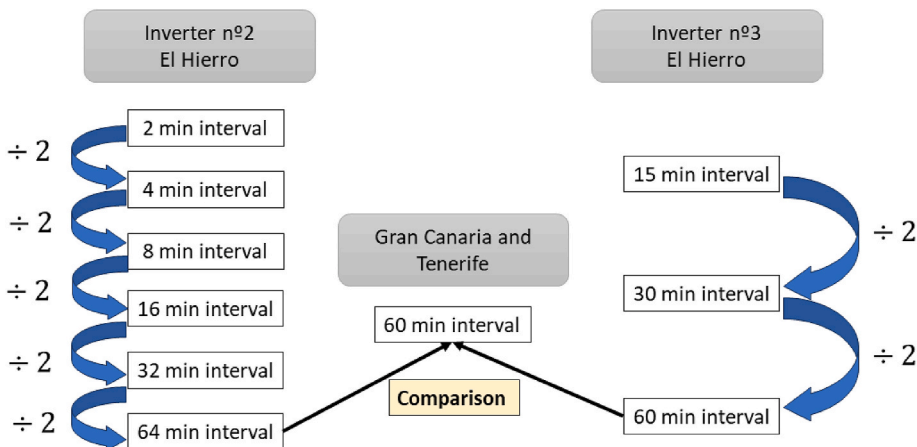 Inverter nº2
El Hierro
2 min interval
÷ 2
4 min interval
÷ 2
8 min interval
÷ 2
16 min interval
÷ 2
32 min interval
÷ 2
64 min interval
Gran Canaria and
Tenerife
60 min interval
Comparison
Inverter nº3
El Hierro
15 min interval
÷ 2
30 min interval
÷ 2
60 min interval